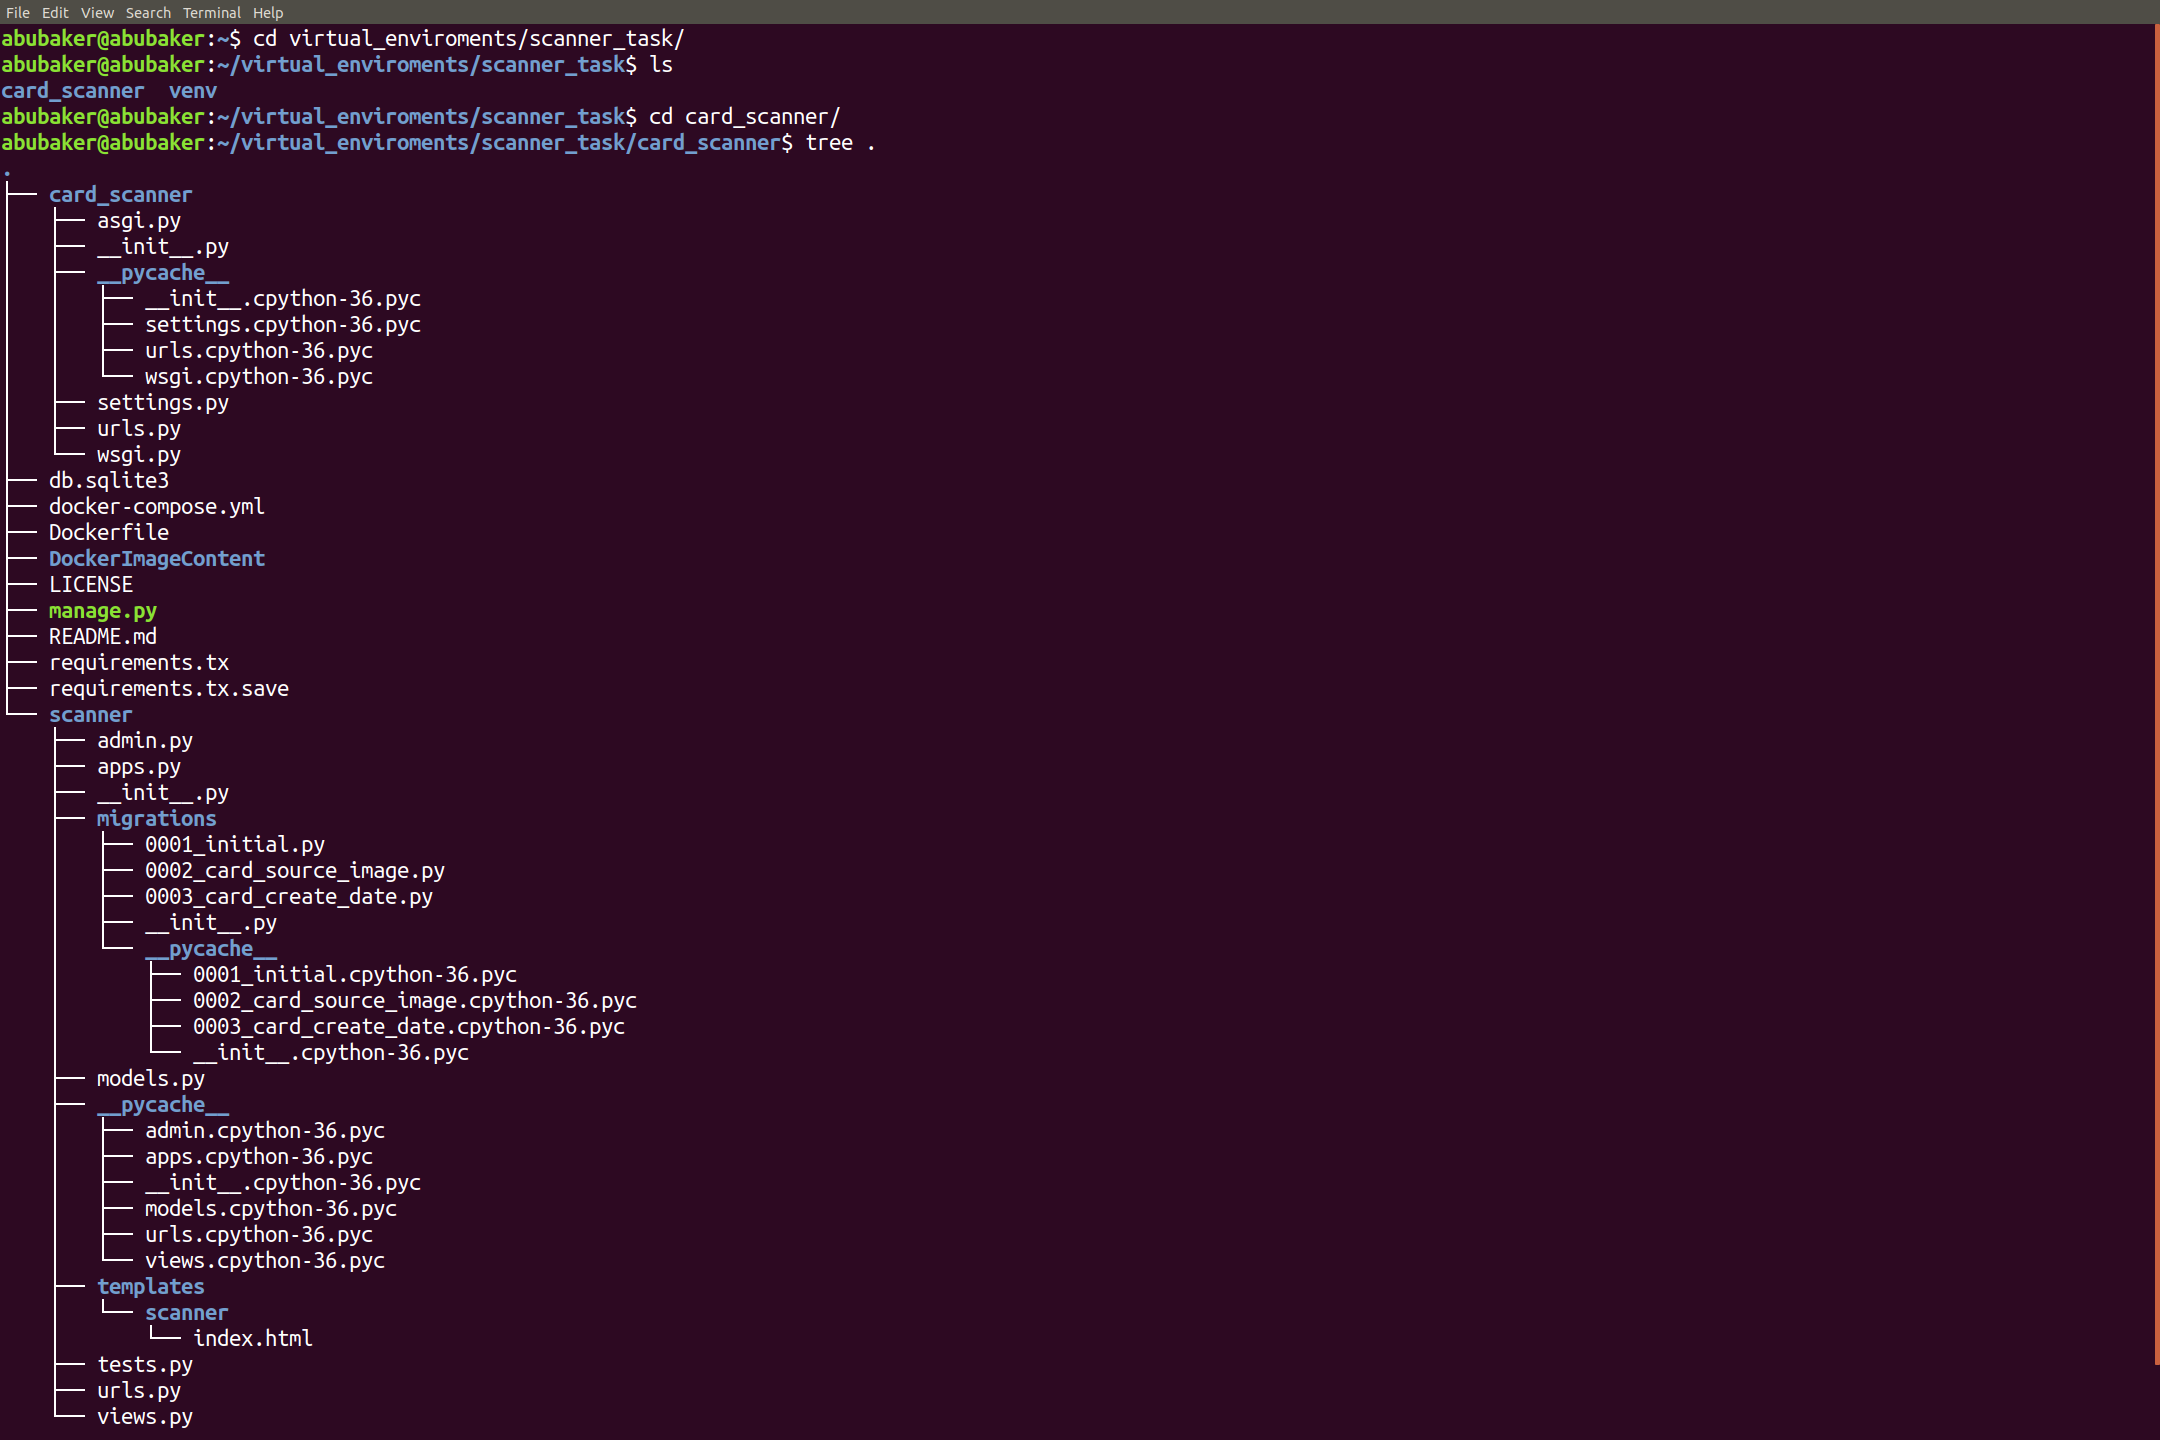 File Edit View Search Terminal Help
abubaker@abubaker:~$ cd virtual_enviroments/scanner_task/
abubaker@abubaker:~/virtual_enviroments/scanner_task$ ls
card_scanner  venv
abubaker@abubaker:~/virtual_enviroments/scanner_task$ cd card_scanner/
abubaker@abubaker:~/virtual_enviroments/scanner_task/card_scanner$ tree .
.
├── card_scanner
│   ├── asgi.py
│   ├── __init__.py
│   ├── __pycache__
│   │   ├── __init__.cpython-36.pyc
│   │   ├── settings.cpython-36.pyc
│   │   ├── urls.cpython-36.pyc
│   │   └── wsgi.cpython-36.pyc
│   ├── settings.py
│   ├── urls.py
│   └── wsgi.py
├── db.sqlite3
├── docker-compose.yml
├── Dockerfile
├── DockerImageContent
├── LICENSE
├── manage.py
├── README.md
├── requirements.tx
├── requirements.tx.save
└── scanner
    ├── admin.py
    ├── apps.py
    ├── __init__.py
    ├── migrations
    │   ├── 0001_initial.py
    │   ├── 0002_card_source_image.py
    │   ├── 0003_card_create_date.py
    │   ├── __init__.py
    │   └── __pycache__
    │       ├── 0001_initial.cpython-36.pyc
    │       ├── 0002_card_source_image.cpython-36.pyc
    │       ├── 0003_card_create_date.cpython-36.pyc
    │       └── __init__.cpython-36.pyc
    ├── models.py
    ├── __pycache__
    │   ├── admin.cpython-36.pyc
    │   ├── apps.cpython-36.pyc
    │   ├── __init__.cpython-36.pyc
    │   ├── models.cpython-36.pyc
    │   ├── urls.cpython-36.pyc
    │   └── views.cpython-36.pyc
    ├── templates
    │   └── scanner
    │       └── index.html
    ├── tests.py
    ├── urls.py
    └── views.py